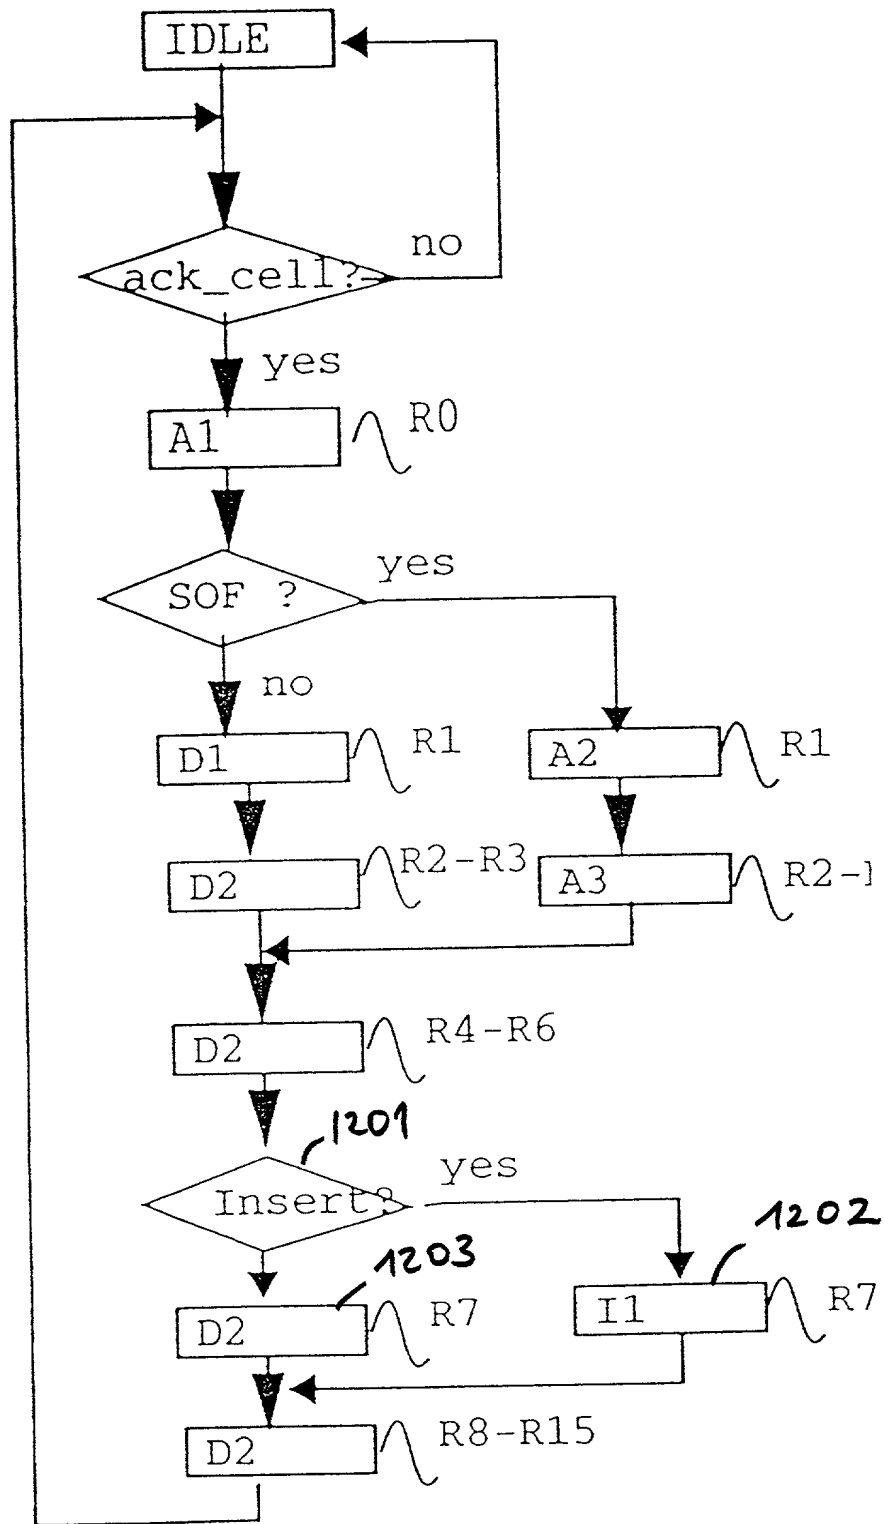 IDLE
no
ack_cell?
yes
A1
R0
yes
SOF ?
no
D1
R1
A2
R1
D2
R2-R3
A3
D2
R4-R6
1201
yes
Insert?
1202
1203
D2
R7
I1
R7
D2
R8-R15